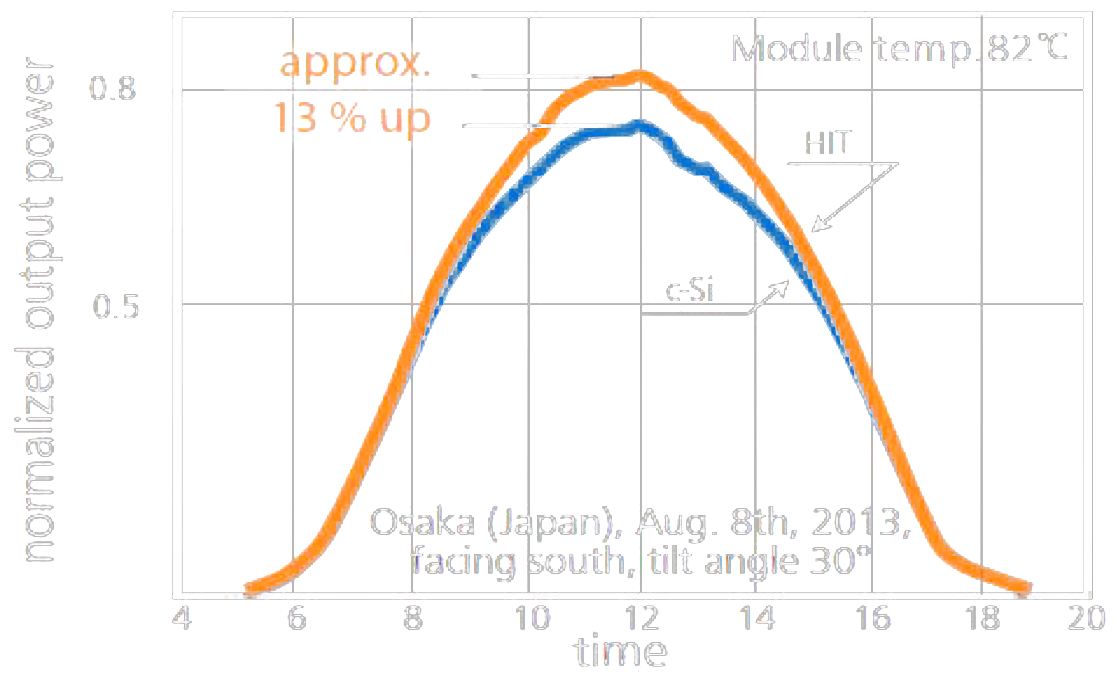 Module temp.82℃
approx.
13 % up
0.8
HIT
c-Si
0.5
normalized output power
Osaka (Japan), Aug. 8th, 2013,
facing south, tilt angle 30°
4 6 8 10 12 14 16 18 20
time